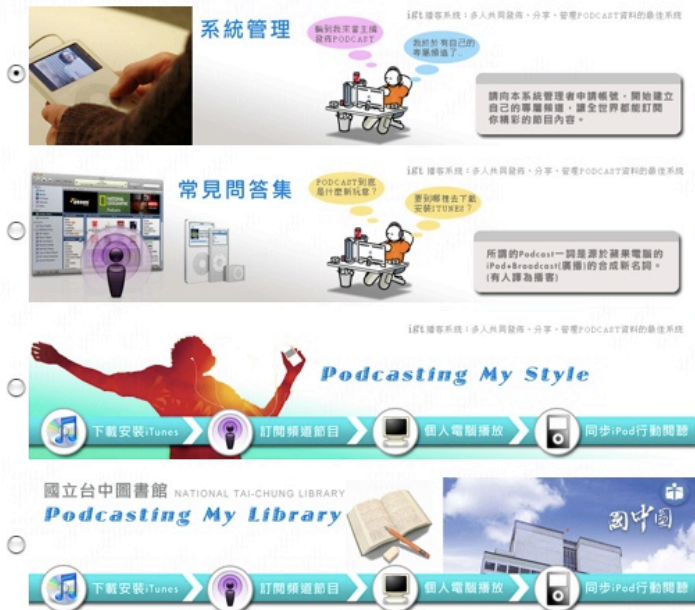 系統管理
輪到我來當主播
發佈PODCAST
我終於有自己的
專屬頻道了
igt 播客系統：多人共同發佈、分享、管理PODCAST資料的最佳系統
請向本系統管理者申請帳號，開始建立
自己的專屬頻道，讓全世界都能訂閱
你精彩的節目內容。
常見問答集
PODCAST到底
是什麼新玩意？
要到哪裡去下載
安裝ITUNES？
igt 播客系統：多人共同發佈、分享、管理PODCAST資料的最佳系統
所謂的Podcast一詞是源於蘋果電腦的
iPod+Broadcast(廣播)的合成新名詞。
(有人譯為播客)
igt 播客系統：多人共同發佈、分享、管理PODCAST資料的最佳系統
Podcasting My Style
下載安裝iTunes
訂閱頻道節目
個人電腦播放
同步iPod行動閱聽
國立台中圖書館 NATIONAL TAI-CHUNG LIBRARY
Podcasting My Library
國中圖
下載安裝iTunes
訂閱頻道節目
個人電腦播放
同步iPod行動閱聽